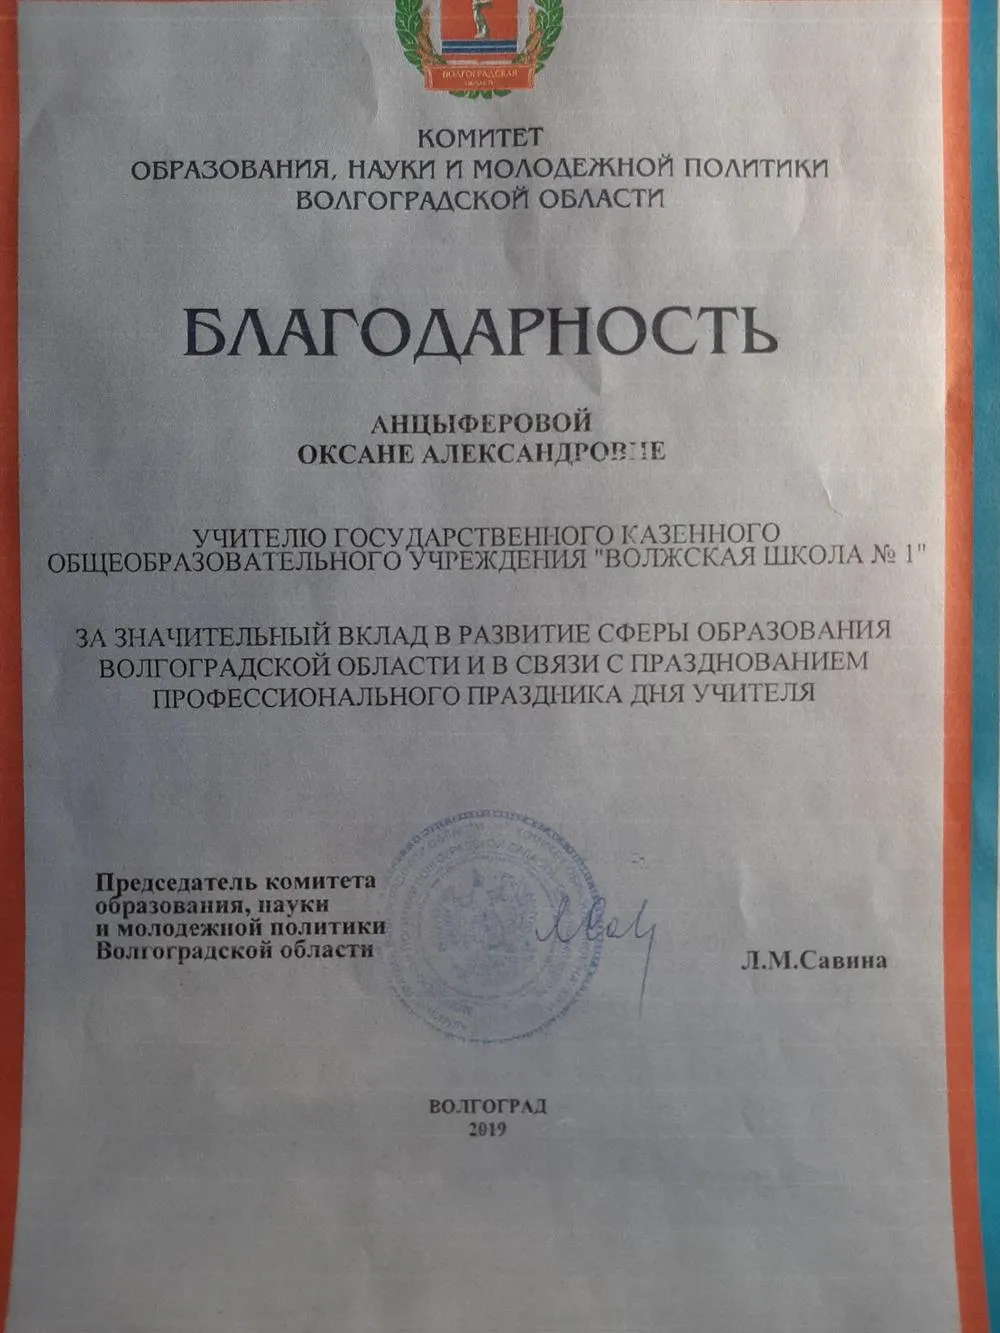 ВОЛГОГРАДСКАЯ
ОБЛАСТЬ
КОМИТЕТ
ОБРАЗОВАНИЯ, НАУКИ И МОЛОДЕЖНОЙ ПОЛИТИКИ
ВОЛГОГРАДСКОЙ ОБЛАСТИ
БЛАГОДАРНОСТЬ
АНЦЫФЕРОВОЙ
ОКСАНЕ АЛЕКСАНДРОВНЕ
УЧИТЕЛЮ ГОСУДАРСТВЕННОГО КАЗЕННОГО
ОБЩЕОБРАЗОВАТЕЛЬНОГО УЧРЕЖДЕНИЯ "ВОЛЖСКАЯ ШКОЛА № 1"
ЗА ЗНАЧИТЕЛЬНЫЙ ВКЛАД В РАЗВИТИЕ СФЕРЫ ОБРАЗОВАНИЯ
ВОЛГОГРАДСКОЙ ОБЛАСТИ И В СВЯЗИ С ПРАЗДНОВАНИЕМ
ПРОФЕССИОНАЛЬНОГО ПРАЗДНИКА ДНЯ УЧИТЕЛЯ
Председатель комитета
образования, науки
и молодежной политики
Волгоградской области
Л.М.Савина
ВОЛГОГРАД
2019